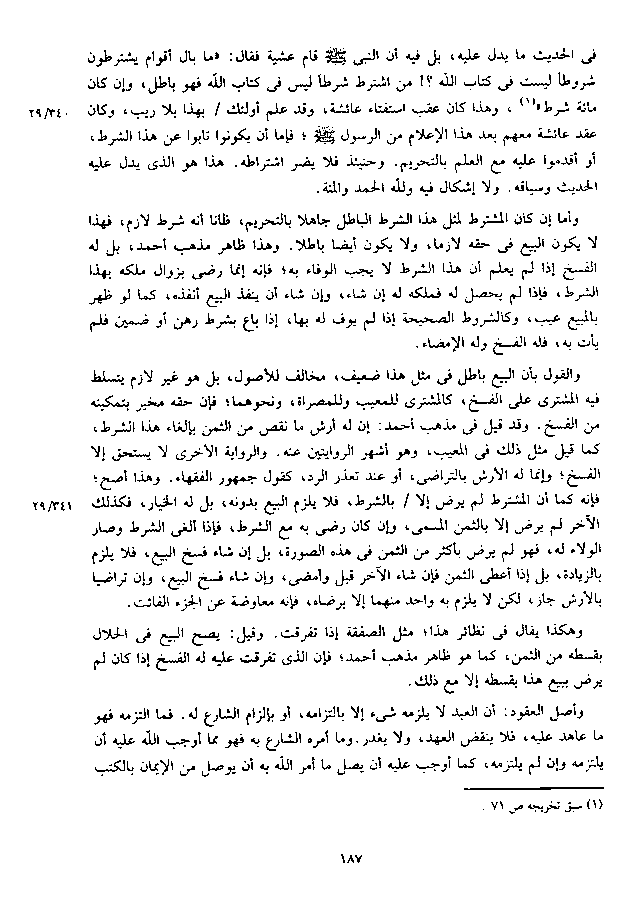 فى الحديث ما يدل عليه، بل فيه أن النبى ﷺ قام عشية فقال: «ما بال أقوام يشترطون
شروطاً ليست فى كتاب الله ؟! من اشترط شرطاً ليس فى كتاب الله فهو باطل، وإن كان
٢٩/٣٤٠ مائة شرط»(١) ، وهذا كان عقب استفتاء عائشة، وقد علم أولئك / بهذا بلا ريب، وكان
عقد عائشة معهم بعد هذا الإعلام من الرسول ﷺ ؛ فإما أن يكونوا تابوا عن هذا الشرط،
أو أقدموا عليه مع العلم بالتحريم. وحنيئذ فلا يضر اشتراطه. هذا هو الذى يدل عليه
الحديث وسياقه. ولا إشكال فيه ولله الحمد والمنة.
وأما إن كان المشترط لمثل هذا الشرط الباطل جاهلا بالتحريم، ظانا أنه شرط لازم، فهذا
لا يكون البيع فى حقه لازما، ولا يكون أيضا باطلا. وهذا ظاهر مذهب أحمد، بل له
الفسخ إذا لم يعلم أن هذا الشرط لا يجب الوفاء به؛ فإنه إنما رضى بزوال ملكه بهذا
الشرط، فإذا لم يحصل له فملكه له إن شاء، وإن شاء أن ينفذ البيع أنفذه، كما لو ظهر
بالمبيع عيب، وكالشروط الصحيحة إذا لم يوف له بها، إذا باع بشرط رهن أو ضمين فلم
يأت به، فله الفسخ وله الإمضاء.
والقول بأن البيع باطل فى مثل هذا ضعيف، مخالف للأصول، بل هو غير لازم يتسلط
فيه المشترى على الفسخ، كالمشترى للمعيب وللمصراة، ونحوهما؛ فإن حقه مخير بتمكينه
من الفسخ. وقد قيل فى مذهب أحمد: إن له أرش ما نقص من الثمن بإلغاء هذا الشرط،
كما قيل مثل ذلك فى المعيب، وهو أشهر الروايتين عنه. والرواية الأخرى لا يستحق إلا
الفسخ؛ وإنما له الأرش بالتراضى، أو عند تعذر الرد، كقول جمهور الفقهاء. وهذا أصح؛
٢٩/٣٤١ فإنه كما أن المشترط لم يرض إلا / بالشرط، فلا يلزم البيع بدونه، بل له الخيار، فكذلك
الآخر لم يرض إلا بالثمن المسمى، وإن كان رضى به مع الشرط، فإذا ألغى الشرط وصار
الولاء له، فهو لم يرض بأكثر من الثمن فى هذه الصورة، بل إن شاء فسخ البيع، فلا يلزم
بالزيادة، بل إذا أعطى الثمن فإن شاء الآخر قبل وأمضى، وإن شاء فسخ البيع، وإن تراضيا
بالأرش جاز، لكن لا يلزم به واحد منهما إلا برضاه، فإنه معاوضة عن الجزء الفائت.
وهكذا يقال فى نظائر هذا؛ مثل الصفقة إذا تفرقت. وقيل: يصح البيع فى الحلال
بقسطه من الثمن، كما هو ظاهر مذهب أحمد؛ فإن الذى تفرقت عليه له الفسخ إذا كان لم
يرض ببيع هذا بقسطه إلا مع ذلك.
وأصل العقود: أن العبد لا يلزمه شىء إلا بالتزامه، أو بإلزام الشارع له. فما التزمه فهو
ما عاهد عليه، فلا ينقض العهد، ولا يغدر.وما أمره الشارع به فهو مما أوجب الله عليه أن
يلتزمه وإن لم يلتزمه، كما أوجب عليه أن يصل ما أمر الله به أن يوصل من الإيمان بالكتب
(١) سبق تخريجه ص ٧١ .
١٨٧